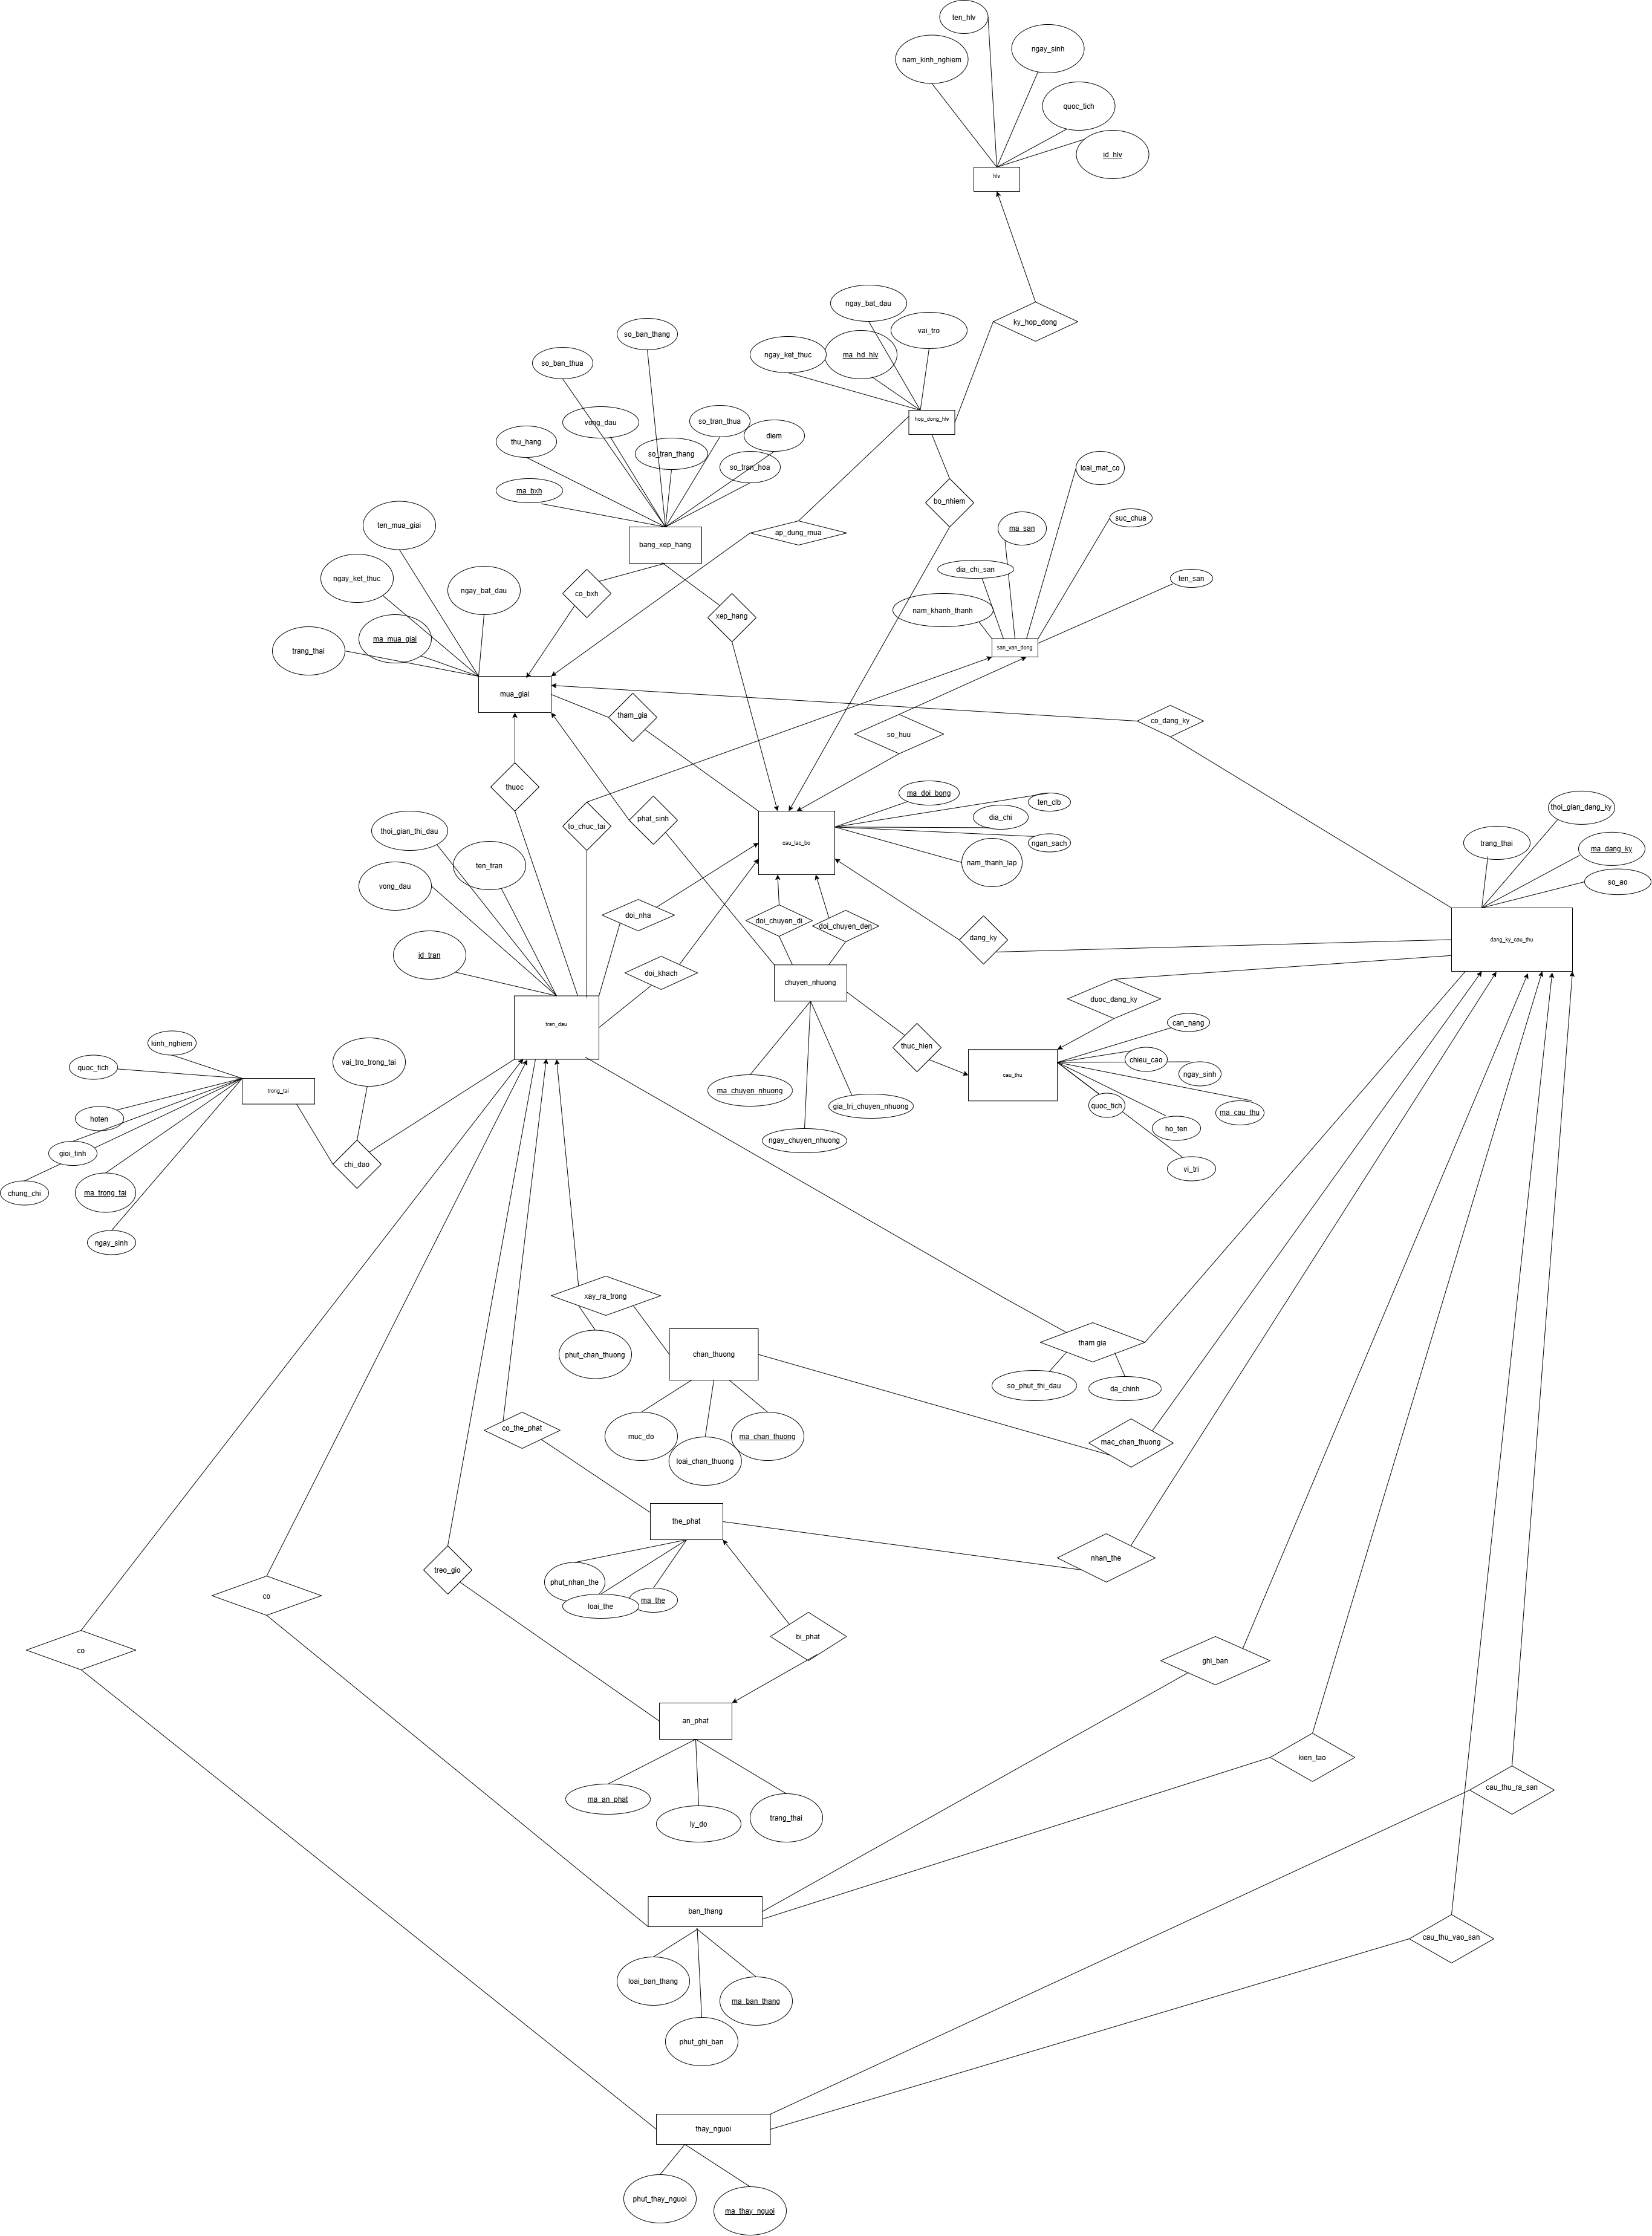 ten_hlv
ngay_sinh
nam_kinh_nghiem
quoc_tich
id_hlv
hlv
ngay_bat_dau
ky_hop_dong
vai_tro
so_ban_thang
ngay_ket_thuc
ma_hd_hlv
so_ban_thua
hop_dong_hlv
vong_dau
so_tran_thua
diem
thu_hang
so_tran_thang
so_tran_hoa
loai_mat_co
ma_bxh
bo_nhiem
suc_chua
ten_mua_giai
ma_san
ap_dung_mua
bang_xep_hang
dia_chi_san
ngay_ket_thuc
ten_san
ngay_bat_dau
co_bxh
nam_khanh_thanh
xep_hang
ma_mua_giai
san_van_dong
trang_thai
mua_giai
tham_gia
co_dang_ky
so_huu
thuoc
ma_doi_bong
ten_clb
thoi_gian_dang_ky
dia_chi
phat_sinh
to_chuc_tai
thoi_gian_thi_dau
cau_lac_bo
ngan_sach
trang_thai
ma_dang_ky
ten_tran
nam_thanh_lap
so_ao
vong_dau
doi_nha
doi_chuyen_di
doi_chuyen_den
dang_ky
dang_ky_cau_thu
id_tran
doi_khach
chuyen_nhuong
duoc_dang_ky
tran_dau
can_nang
kinh_nghiem
vai_tro_trong_tai
thuc_hien
chieu_cao
quoc_tich
ngay_sinh
cau_thu
trong_tai
ma_chuyen_nhuong
gia_tri_chuyen_nhuong
quoc_tich
ma_cau_thu
hoten
ho_ten
ngay_chuyen_nhuong
gioi_tinh
chi_dao
vi_tri
chung_chi
ma_trong_tai
ngay_sinh
xay_ra_trong
tham gia
phut_chan_thuong
chan_thuong
so_phut_thi_dau
da_chinh
co_the_phat
muc_do
ma_chan_thuong
mac_chan_thuong
loai_chan_thuong
the_phat
nhan_the
treo_gio
phut_nhan_the
co
ma_the
loai_the
bi_phat
co
ghi_ban
an_phat
kien_tao
cau_thu_ra_san
ma_an_phat
trang_thai
ly_do
ban_thang
cau_thu_vao_san
loai_ban_thang
ma_ban_thang
phut_ghi_ban
thay_nguoi
phut_thay_nguoi
ma_thay_nguoi